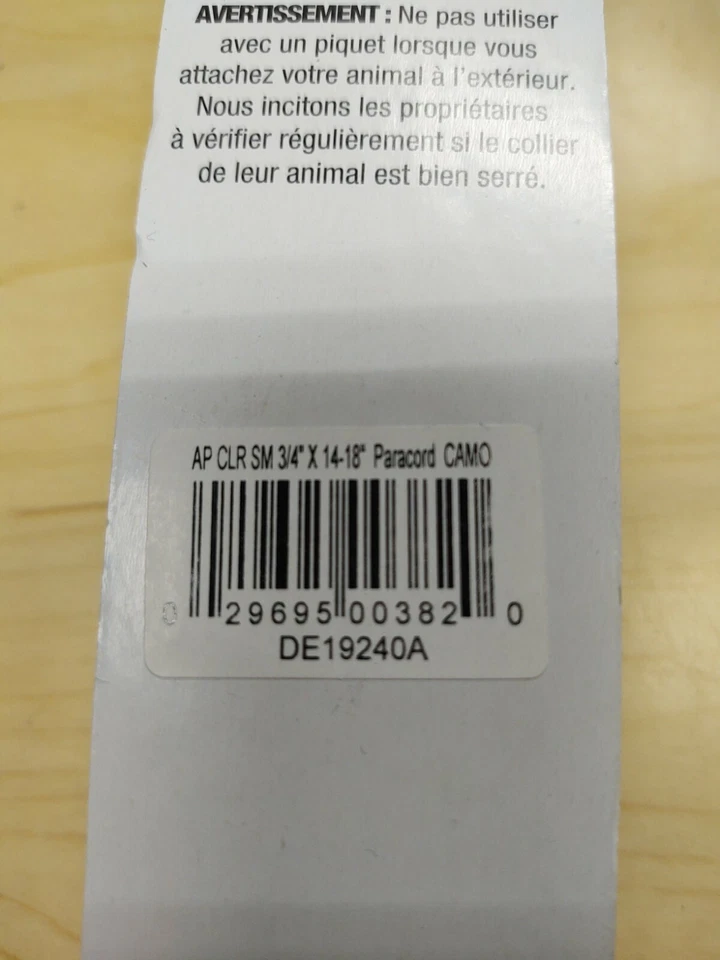 AVERTISSEMENT : Ne pas utiliser
avec un piquet lorsque vous
attachez votre animal à l'extérieur.
Nous incitons les propriétaires
à vérifier régulièrement si le collier
de leur animal est bien serré.
AP CLR SM 3/4" X 14-18" Paracord CAMO
0 29695 00382 0
DE19240A